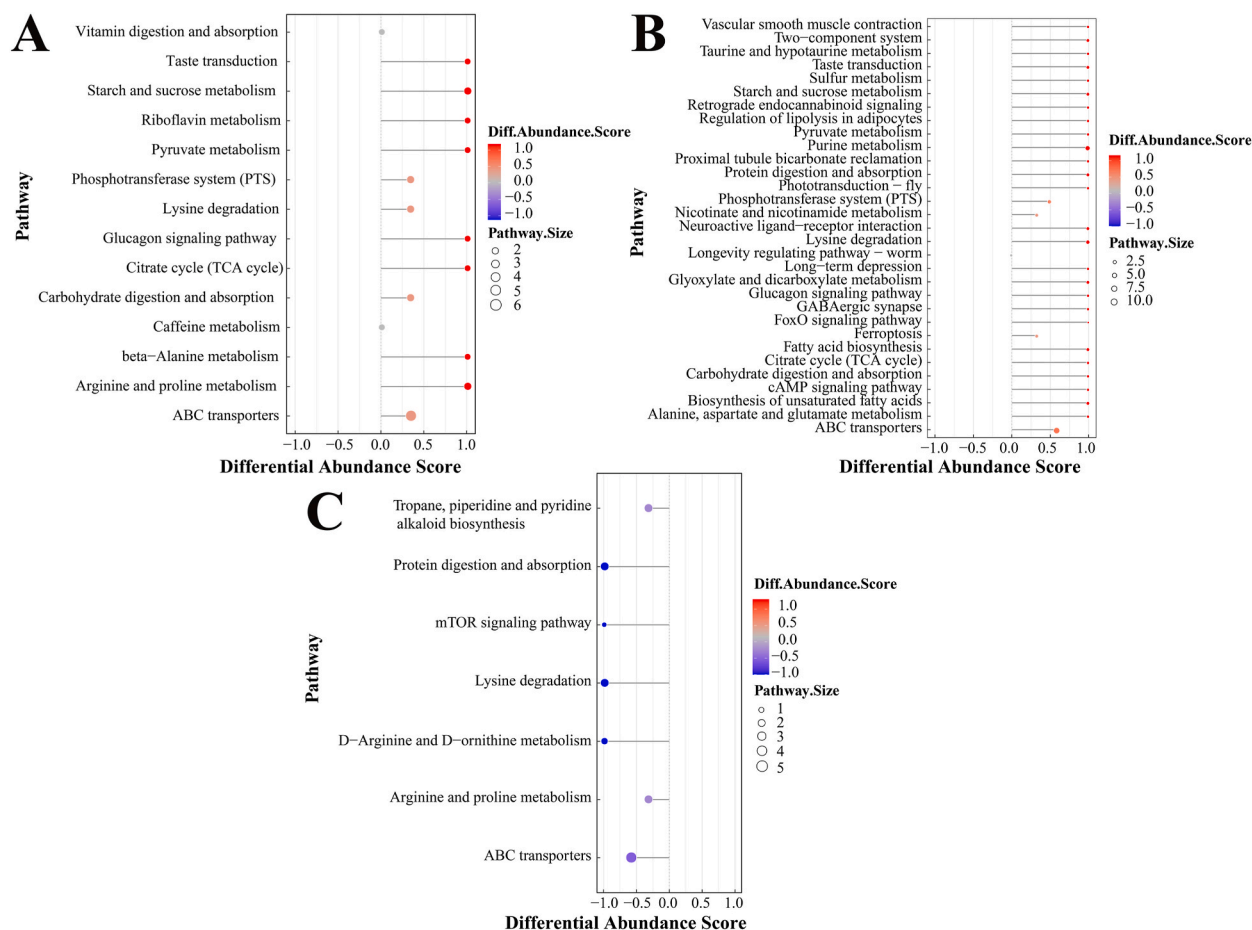 A
Pathway
Vitamin digestion and absorption
Taste transduction
Starch and sucrose metabolism
Riboflavin metabolism
Pyruvate metabolism
Phosphotransferase system (PTS)
Lysine degradation
Glucagon signaling pathway
Citrate cycle (TCA cycle)
Carbohydrate digestion and absorption
Caffeine metabolism
beta−Alanine metabolism
Arginine and proline metabolism
ABC transporters
−1.0 −0.5 0.0 0.5 1.0
Differential Abundance Score
Diff.Abundance.Score
1.0
0.5
0.0
−0.5
−1.0
Pathway.Size
2
3
4
5
6
B
Pathway
Vascular smooth muscle contraction
Two−component system
Taurine and hypotaurine metabolism
Taste transduction
Sulfur metabolism
Starch and sucrose metabolism
Retrograde endocannabinoid signaling
Regulation of lipolysis in adipocytes
Pyruvate metabolism
Purine metabolism
Proximal tubule bicarbonate reclamation
Protein digestion and absorption
Phototransduction − fly
Phosphotransferase system (PTS)
Nicotinate and nicotinamide metabolism
Neuroactive ligand−receptor interaction
Lysine degradation
Longevity regulating pathway − worm
Long−term depression
Glyoxylate and dicarboxylate metabolism
Glucagon signaling pathway
GABAergic synapse
FoxO signaling pathway
Ferroptosis
Fatty acid biosynthesis
Citrate cycle (TCA cycle)
Carbohydrate digestion and absorption
cAMP signaling pathway
Biosynthesis of unsaturated fatty acids
Alanine, aspartate and glutamate metabolism
ABC transporters
−1.0 −0.5 0.0 0.5 1.0
Differential Abundance Score
Diff.Abundance.Score
1.0
0.5
0.0
−0.5
−1.0
Pathway.Size
2.5
5.0
7.5
10.0
C
Pathway
Tropane, piperidine and pyridine
alkaloid biosynthesis
Protein digestion and absorption
mTOR signaling pathway
Lysine degradation
D−Arginine and D−ornithine metabolism
Arginine and proline metabolism
ABC transporters
−1.0 −0.5 0.0 0.5 1.0
Differential Abundance Score
Diff.Abundance.Score
1.0
0.5
0.0
−0.5
−1.0
Pathway.Size
1
2
3
4
5